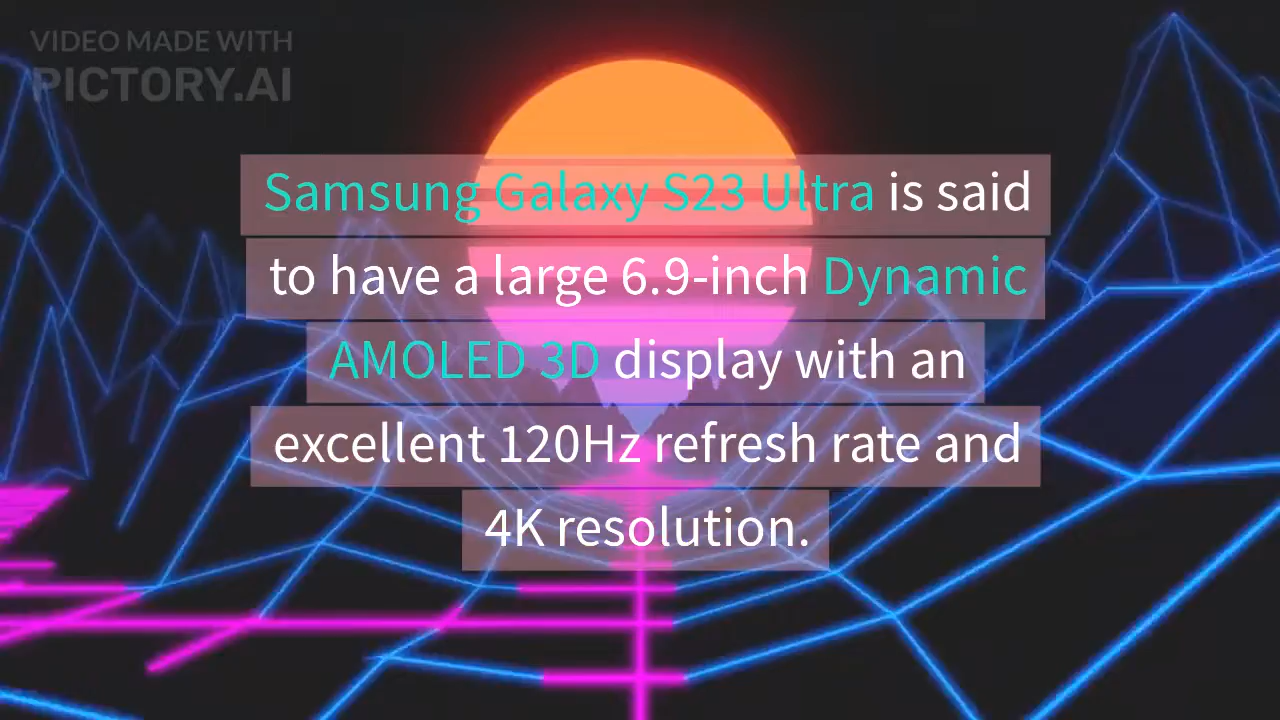 VIDEO MADE WITH
PICTORY.AI
Samsung Galaxy S23 Ultra is said
to have a large 6.9-inch Dynamic
AMOLED 3D display with an
excellent 120Hz refresh rate and
4K resolution.